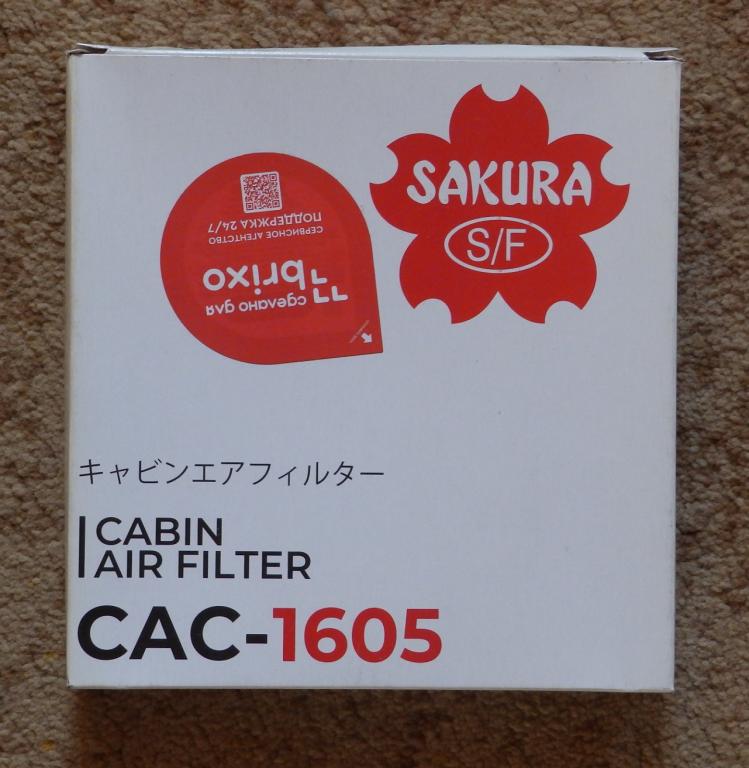 SAKURA
S/F
сделано для
brixo
СЕРВИСНОЕ АГЕНТСТВО
ПОДДЕРЖКА 24/7
キャビンエアフィルター
CABIN
AIR FILTER
CAC-1605